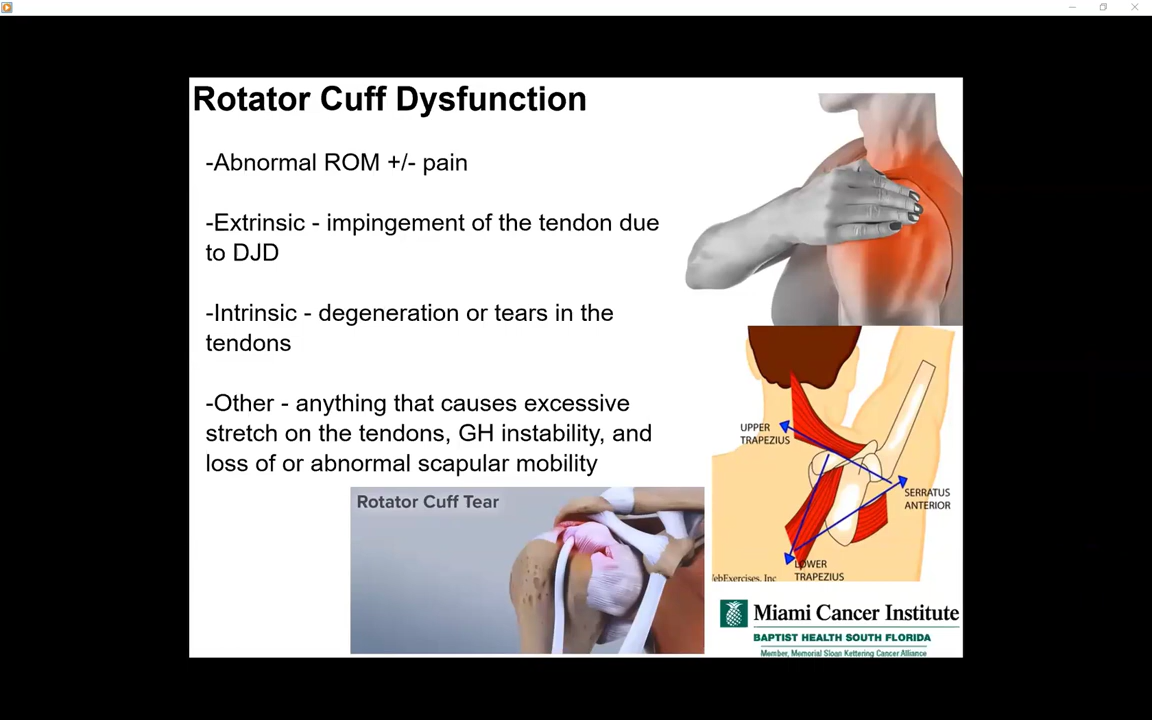 Rotator Cuff Dysfunction
-Abnormal ROM +/- pain
-Extrinsic - impingement of the tendon due
to DJD
-Intrinsic - degeneration or tears in the
tendons
-Other - anything that causes excessive
stretch on the tendons, GH instability, and
loss of or abnormal scapular mobility
Rotator Cuff Tear
UPPER
TRAPEZIUS
SERRATUS
ANTERIOR
LOWER
TRAPEZIUS
ebExercises, Inc
Miami Cancer Institute
BAPTIST HEALTH SOUTH FLORIDA
Member, Memorial Sloan Kettering Cancer Alliance